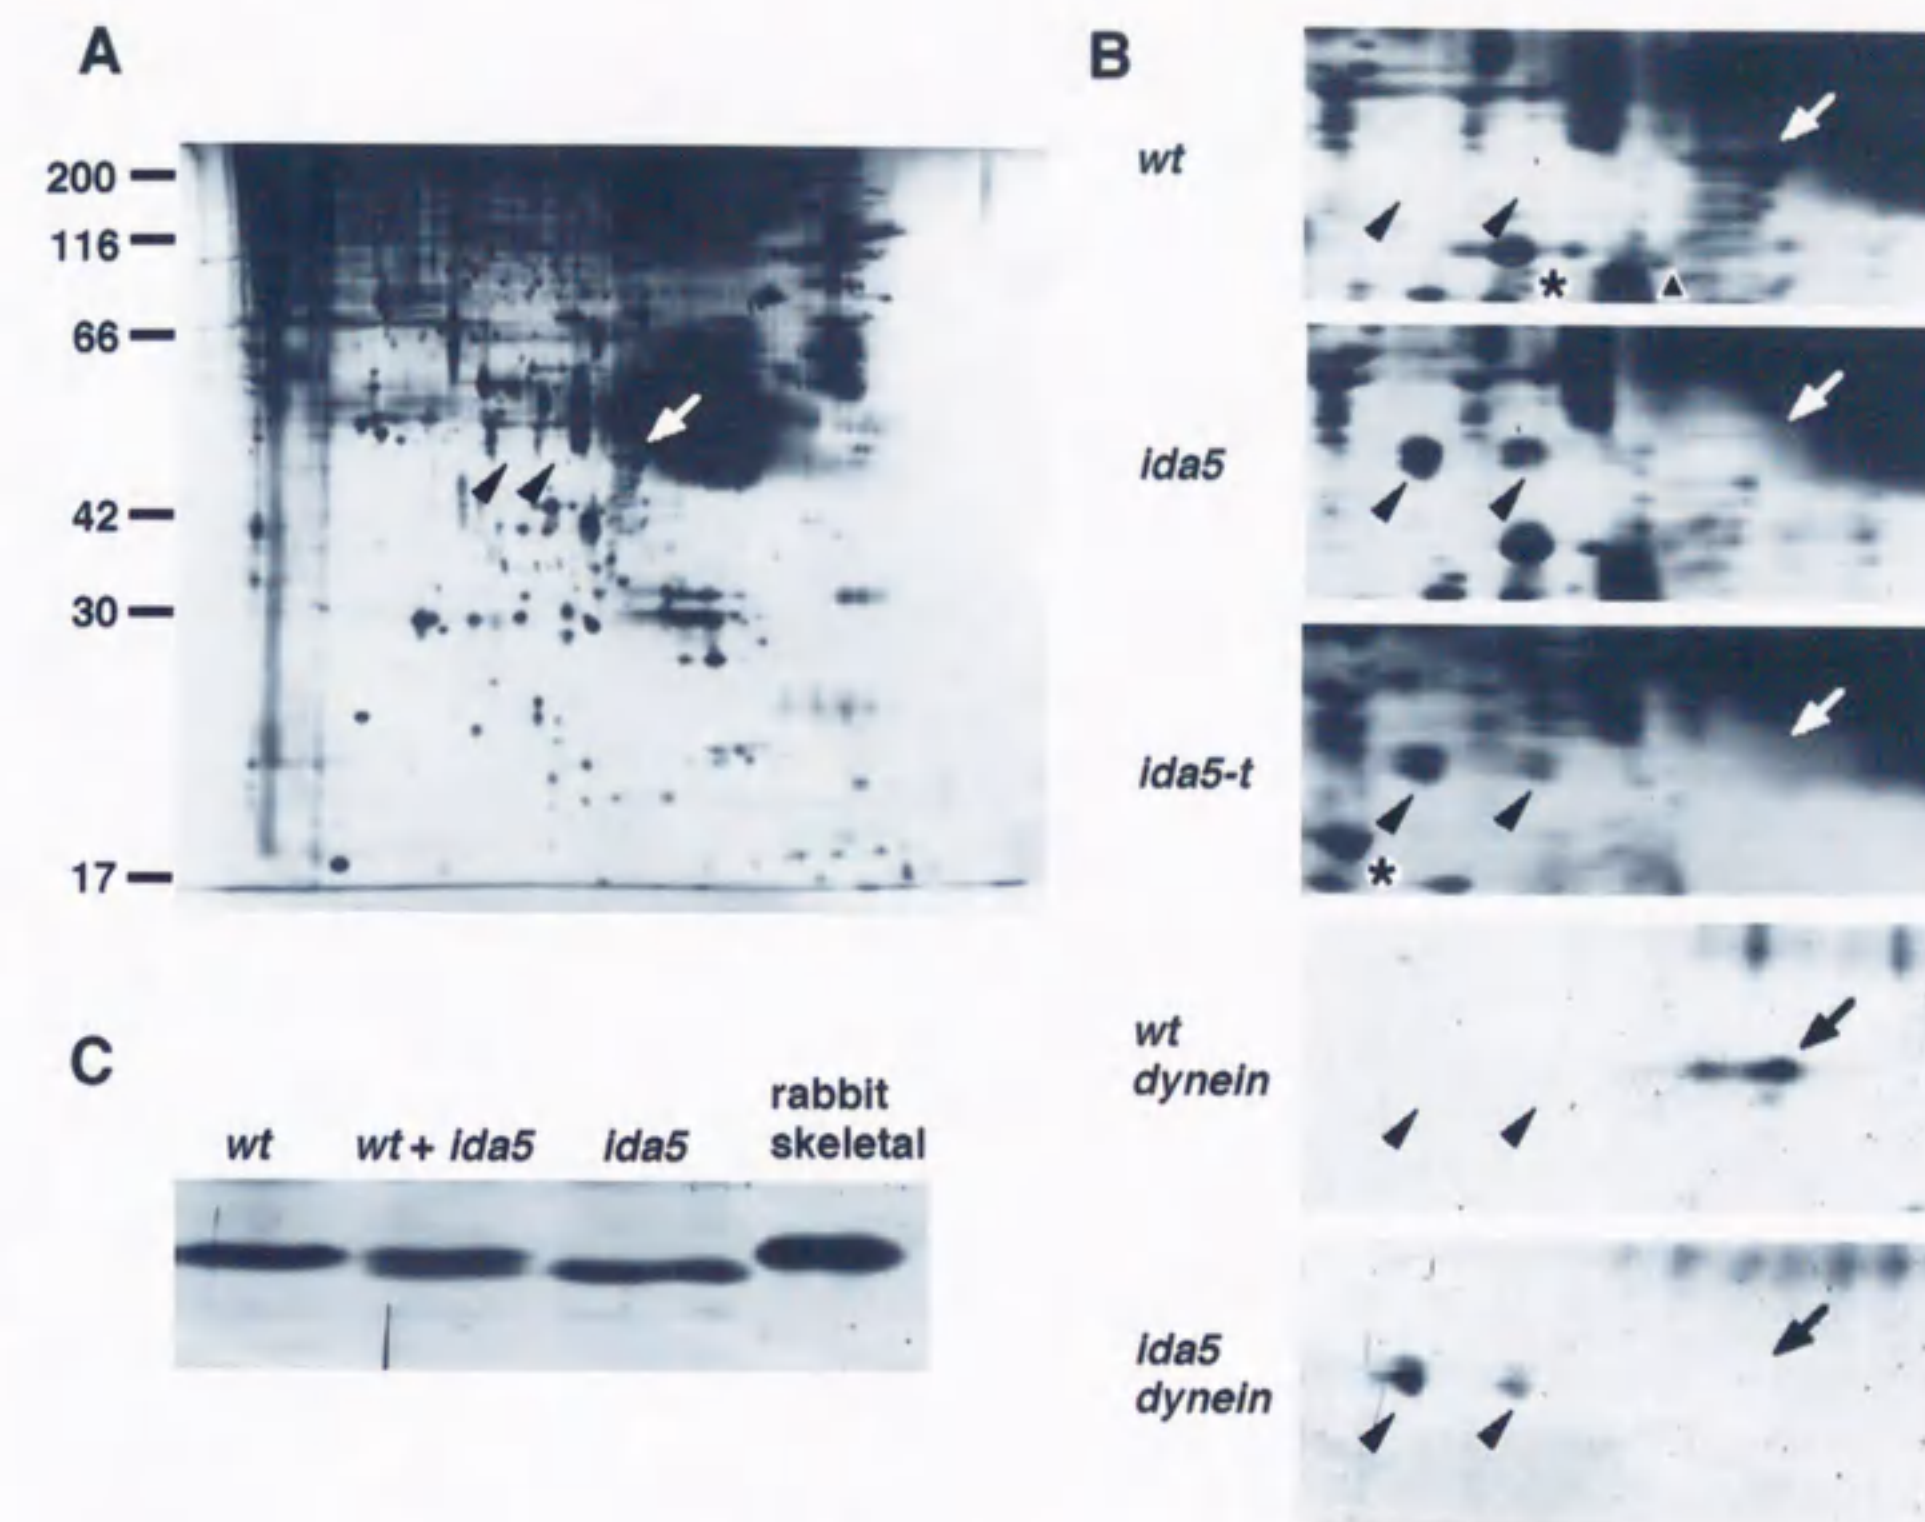 A
200
116
66
42
30
17
B
wt
*
ida5
ida5-t
*
wt
dynein
ida5
dynein
C
wt
wt + ida5
ida5
rabbit
skeletal